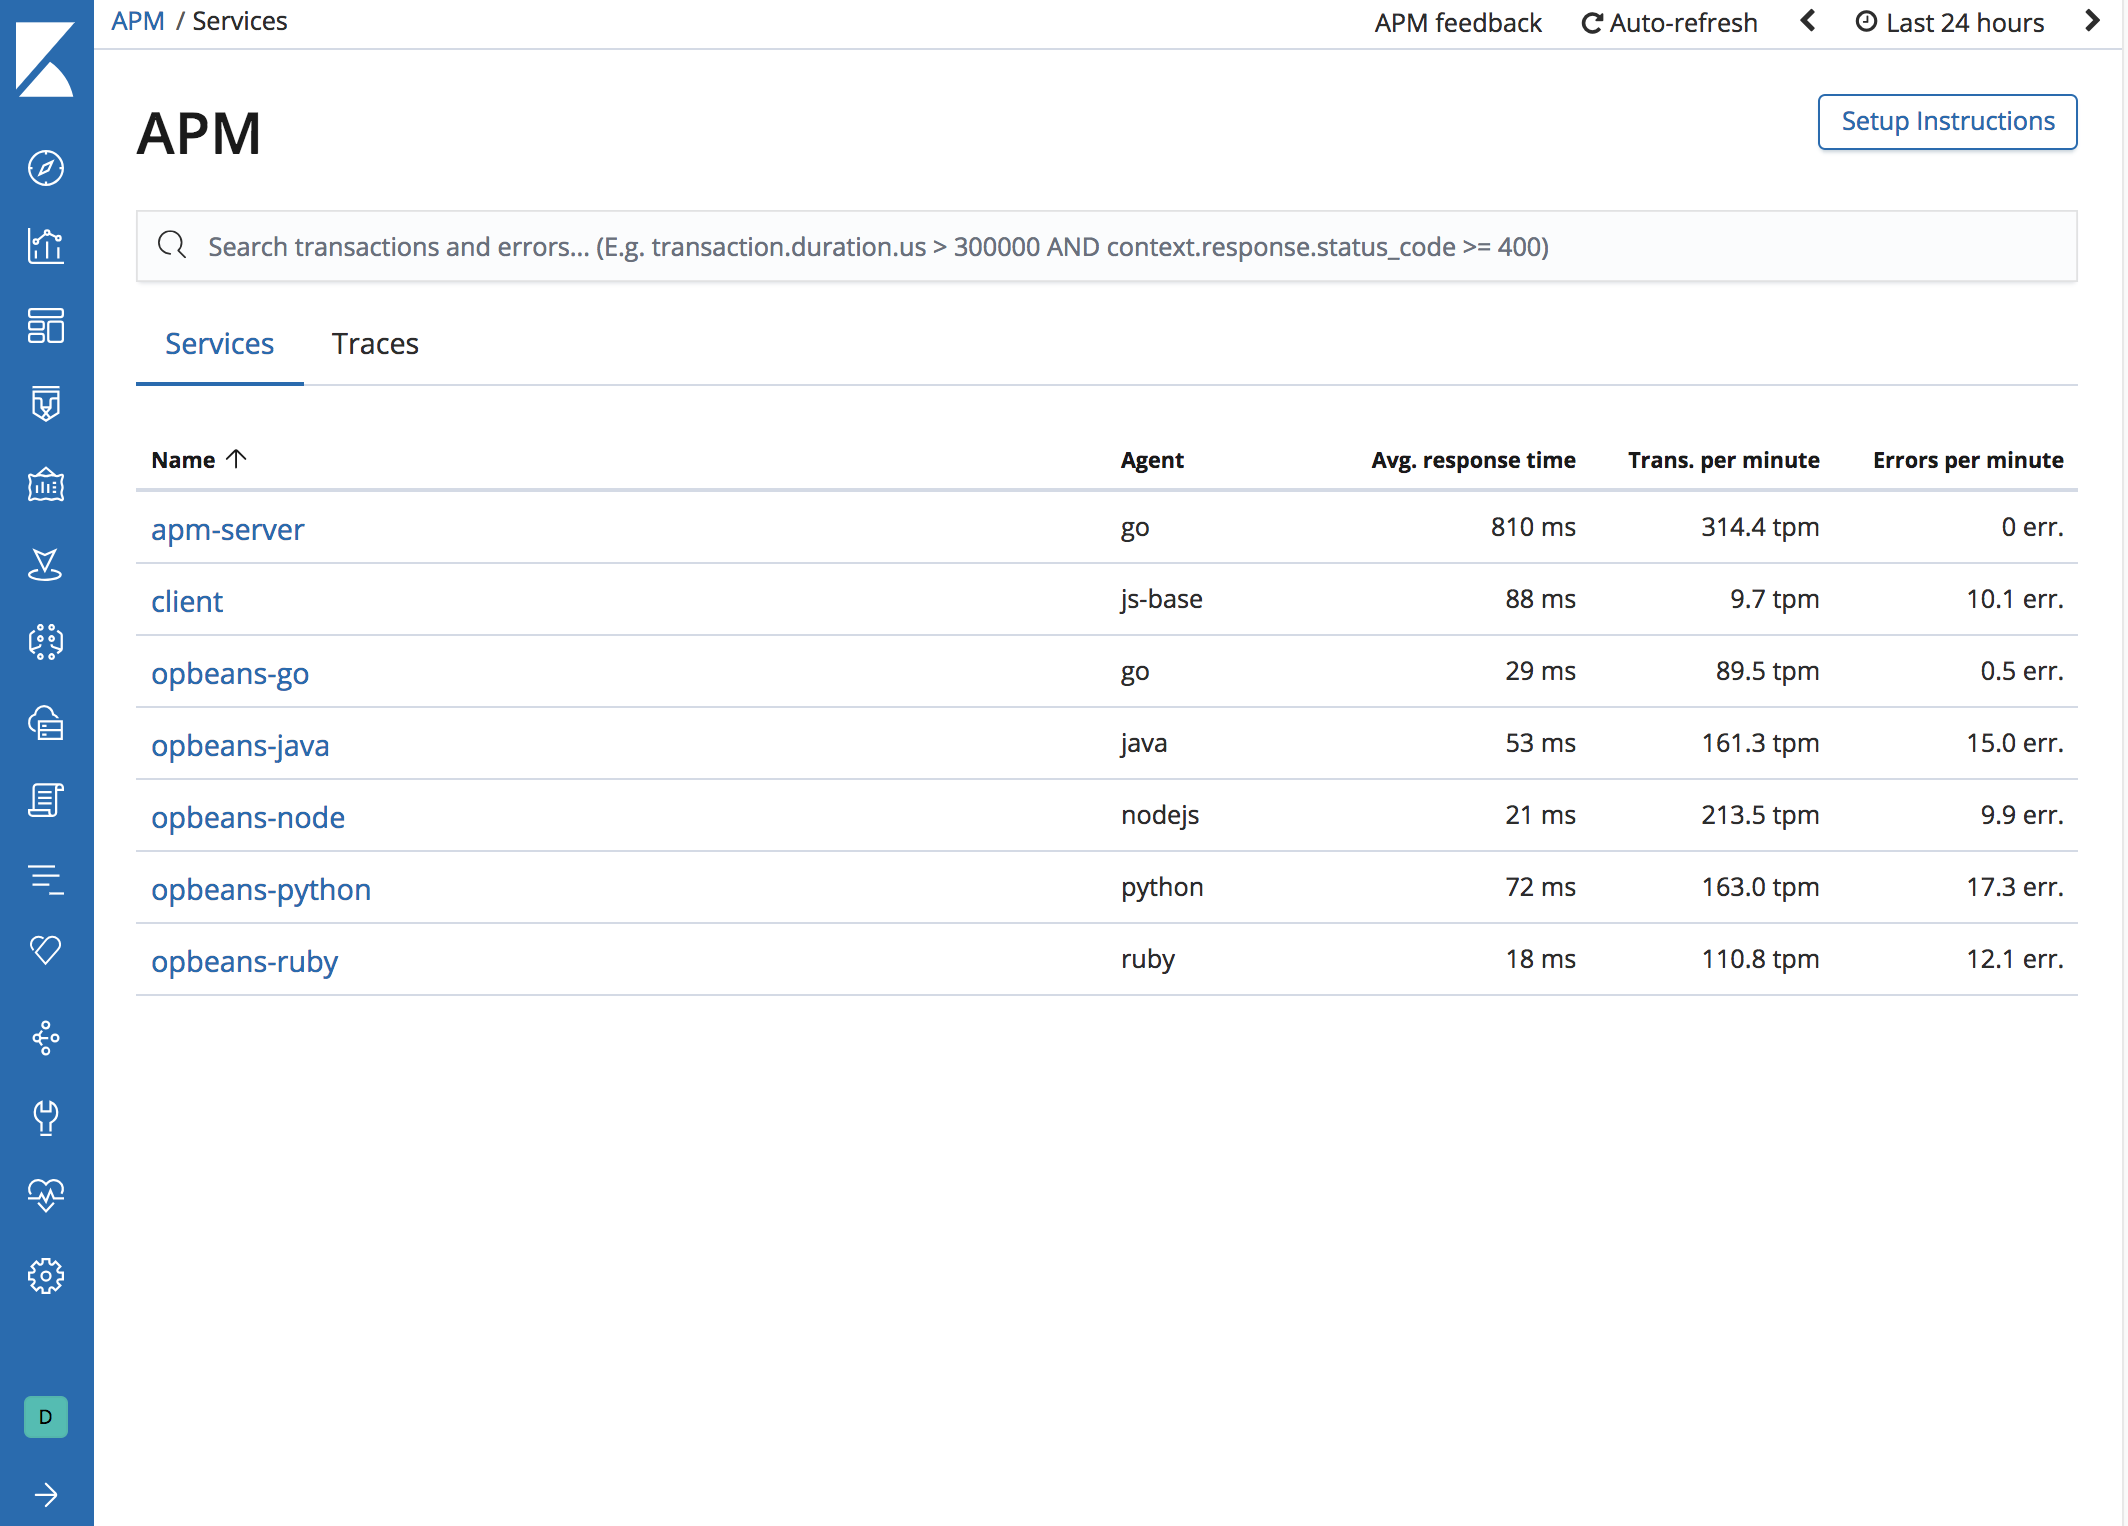 APM / Services APM feedback Auto-refresh Last 24 hours
APM Setup Instructions
Search transactions and errors... (E.g. transaction.duration.us > 300000 AND context.response.status_code >= 400)
Services Traces
Name Agent Avg. response time Trans. per minute Errors per minute
apm-server go 810 ms 314.4 tpm 0 err.
client js-base 88 ms 9.7 tpm 10.1 err.
opbeans-go go 29 ms 89.5 tpm 0.5 err.
opbeans-java java 53 ms 161.3 tpm 15.0 err.
opbeans-node nodejs 21 ms 213.5 tpm 9.9 err.
opbeans-python python 72 ms 163.0 tpm 17.3 err.
opbeans-ruby ruby 18 ms 110.8 tpm 12.1 err.
D